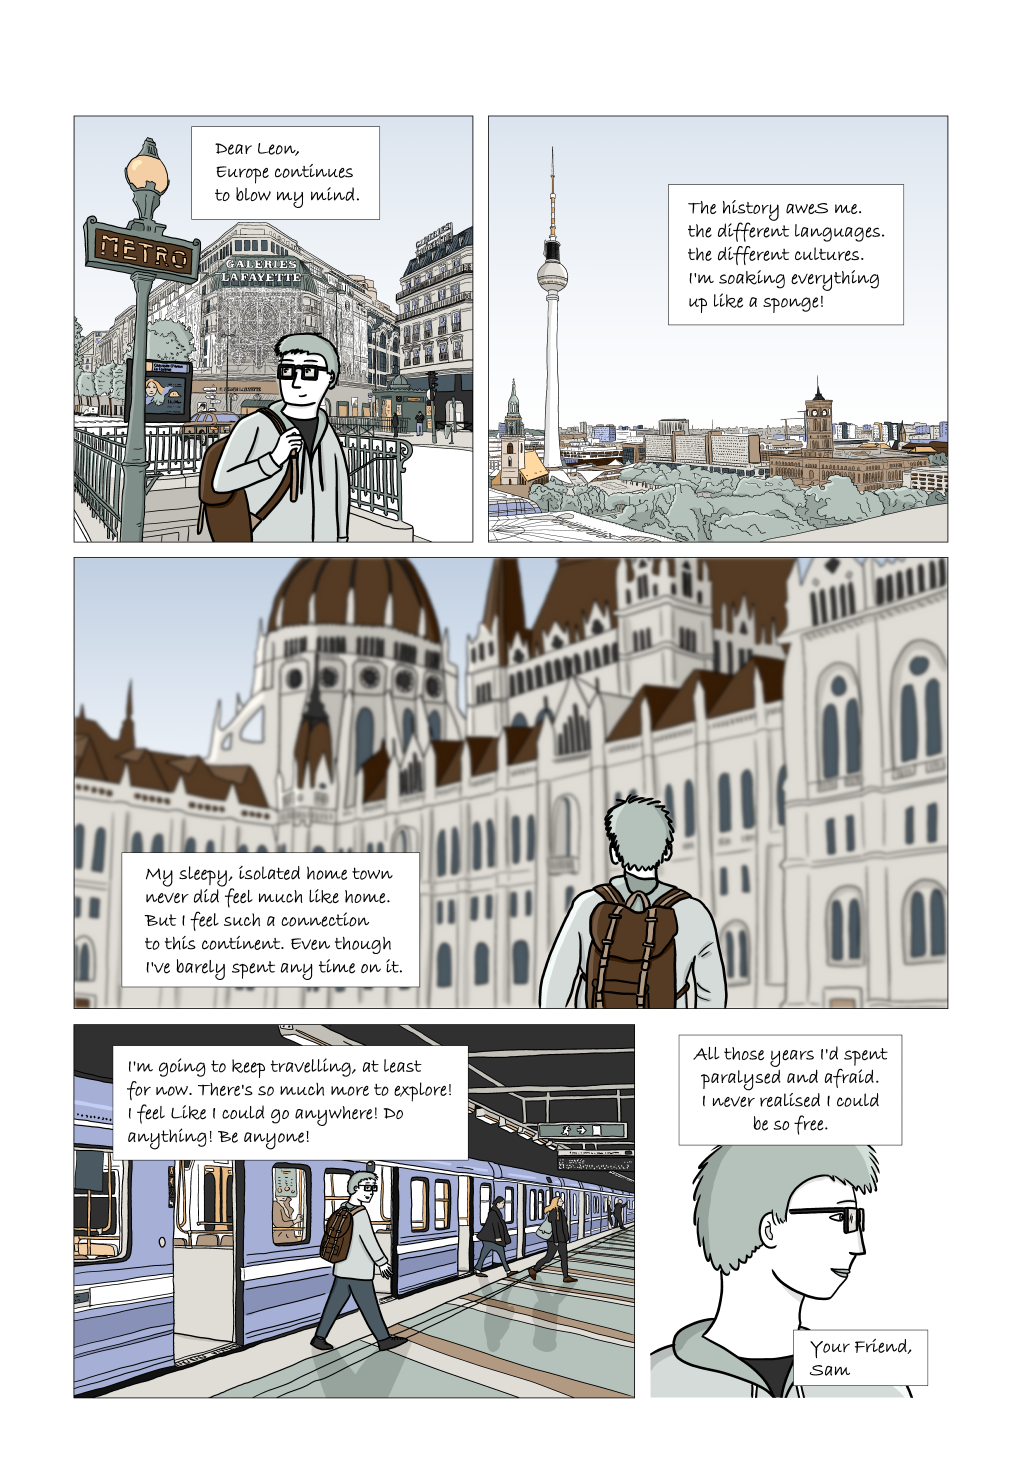 Dear Leon,
Europe continues
to blow my mind.
METRO
GALERIES
LAFAYETTE
The history aweS me.
the different languages.
the different cultures.
I'm soaking everything
up like a sponge!
My sleepy, isolated home town
never did feel much like home.
But I feel such a connection
to this continent. Even though
I've barely spent any time on it.
I'm going to keep travelling, at least
for now. There's so much more to explore!
I feel Like I could go anywhere! Do
anything! Be anyone!
All those years I'd spent
paralysed and afraid.
I never realised I could
be so free.
Your Friend,
Sam